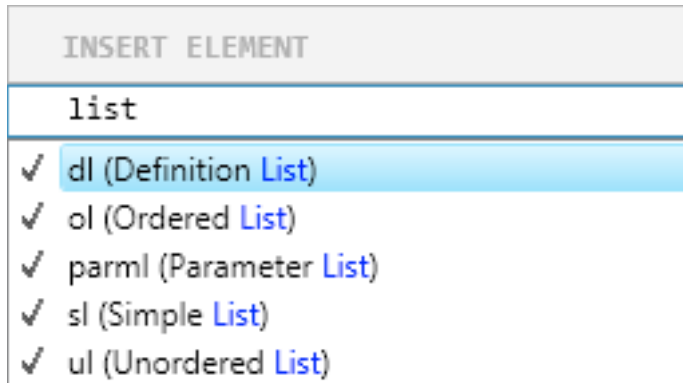 INSERT ELEMENT
list
dl (Definition List)
ol (Ordered List)
parml (Parameter List)
sl (Simple List)
ul (Unordered List)